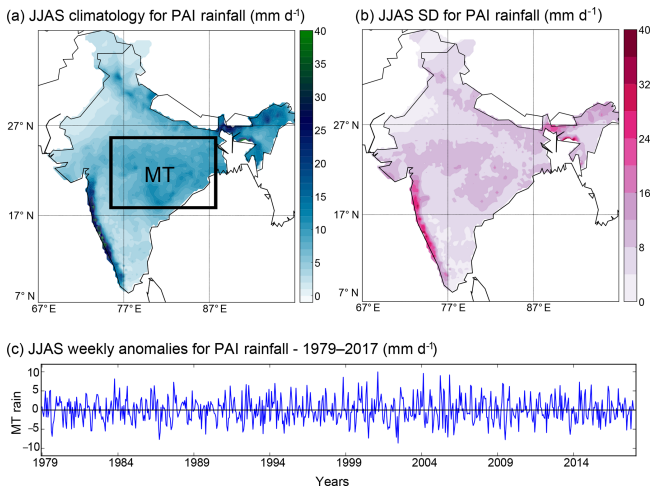 (a) JJAS climatology for PAI rainfall (mm d-1)
(b) JJAS SD for PAI rainfall (mm d-1)
40
35
30
25
20
15
10
5
0
40
32
24
16
8
0
27° N
17° N
7° N
67° E
77° E
87° E
MT
27° N
17° N
7° N
67° E
77° E
87° E
(c) JJAS weekly anomalies for PAI rainfall - 1979–2017 (mm d-1)
MT rain
10
5
0
−5
−10
1979
1984
1989
1994
1999
2004
2009
2014
Years